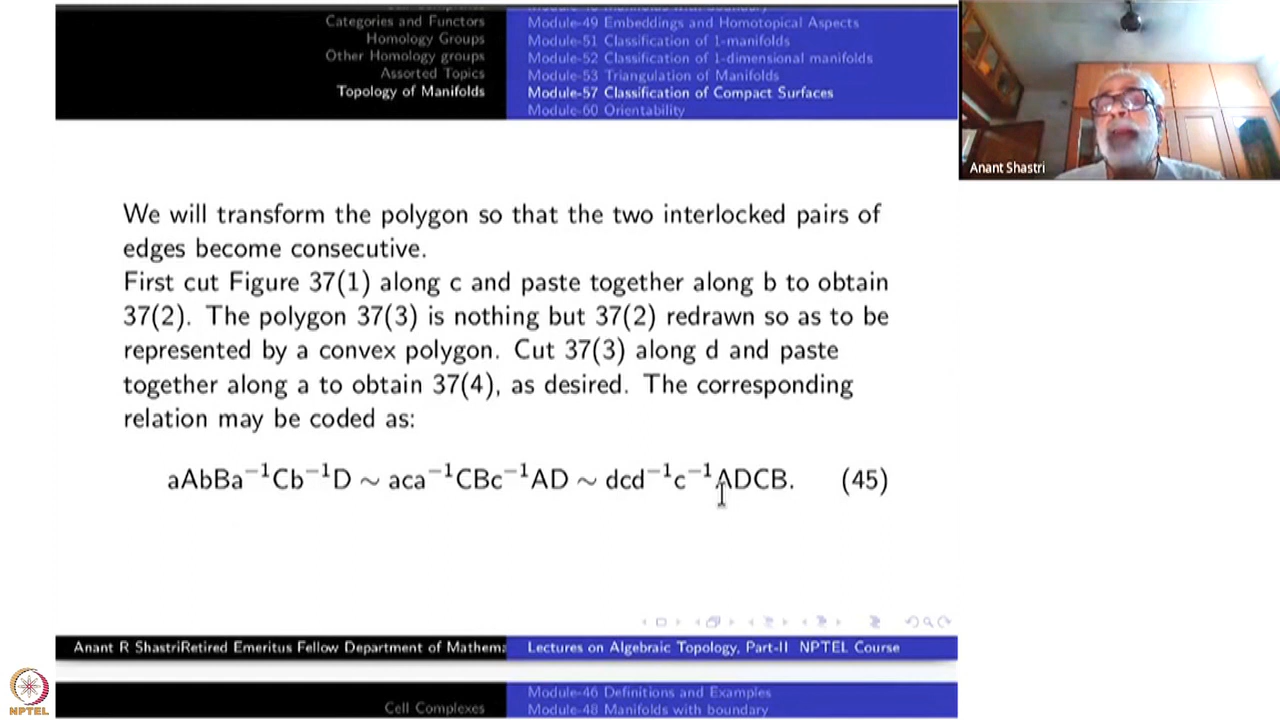 Categories and Functors
Homology Groups
Other Homology groups
Assorted Topics
Topology of Manifolds
Module-49 Embeddings and Homotopical Aspects
Module-51 Classification of 1-manifolds
Module-52 Classification of 1-dimensional manifolds
Module-53 Triangulation of Manifolds
Module-57 Classification of Compact Surfaces
Module-60 Orientability
Anant Shastri
We will transform the polygon so that the two interlocked pairs of
edges become consecutive.
First cut Figure 37(1) along c and paste together along b to obtain
37(2). The polygon 37(3) is nothing but 37(2) redrawn so as to be
represented by a convex polygon. Cut 37(3) along d and paste
together along a to obtain 37(4), as desired. The corresponding
relation may be coded as:
aAbBa⁻¹Cb⁻¹D ~ aca⁻¹CBc⁻¹AD ~ dcd⁻¹c⁻¹ADCB. (45)
Anant R ShastriRetired Emeritus Fellow Department of Mathema
Lectures on Algebraic Topology, Part-II NPTEL Course
Cell Complexes
Module-46 Definitions and Examples
Module-48 Manifolds with boundary
NPTEL